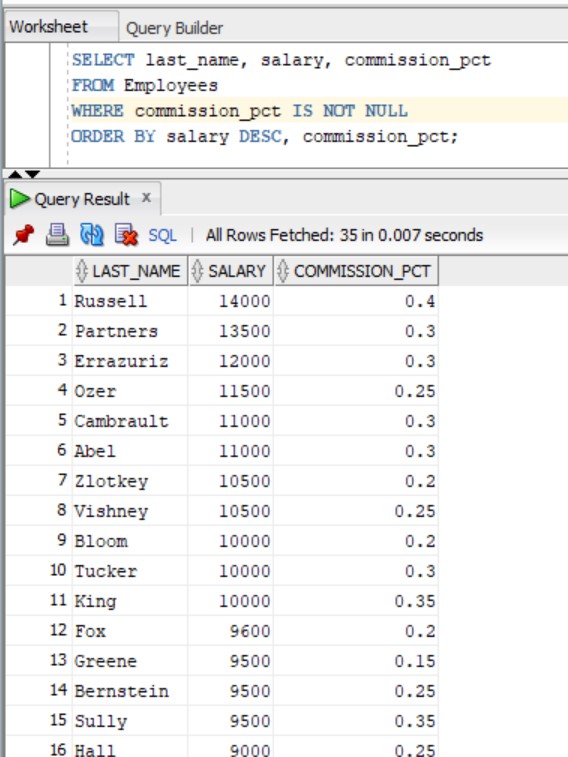 Worksheet Query Builder
SELECT last_name, salary, commission_pct
FROM Employees
WHERE commission_pct IS NOT NULL
ORDER BY salary DESC, commission_pct;
Query Result x
SQL | All Rows Fetched: 35 in 0.007 seconds
LAST_NAME SALARY COMMISSION_PCT
1 Russell 14000 0.4
2 Partners 13500 0.3
3 Errazuriz 12000 0.3
4 Ozer 11500 0.25
5 Cambrault 11000 0.3
6 Abel 11000 0.3
7 Zlotkey 10500 0.2
8 Vishney 10500 0.25
9 Bloom 10000 0.2
10 Tucker 10000 0.3
11 King 10000 0.35
12 Fox 9600 0.2
13 Greene 9500 0.15
14 Bernstein 9500 0.25
15 Sully 9500 0.35
16 Hall 9000 0.25